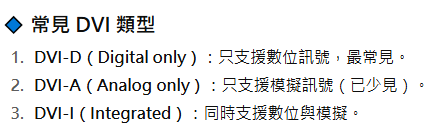 常見 DVI 類型
1. DVI-D（Digital only）：只支援數位訊號，最常見。
2. DVI-A（Analog only）：只支援模擬訊號（已少見）。
3. DVI-I（Integrated）：同時支援數位與模擬。